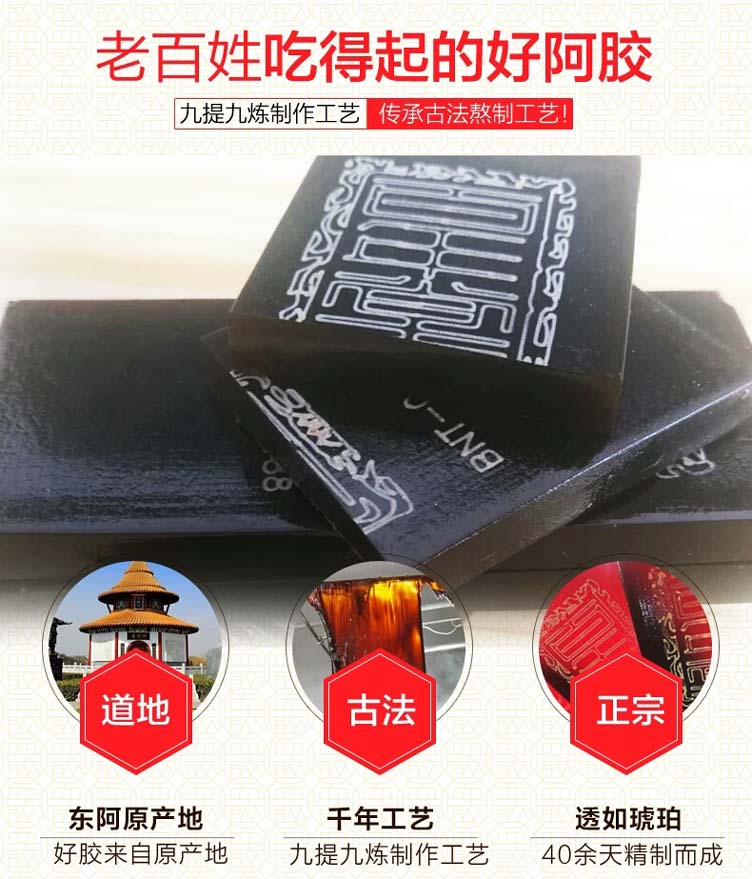 老百姓吃得起的好阿胶
九提九炼制作工艺 传承古法熬制工艺!
BNT-
68
道地 古法 正宗
东阿原产地 千年工艺 透如琥珀
好胶来自原产地 九提九炼制作工艺 40余天精制而成